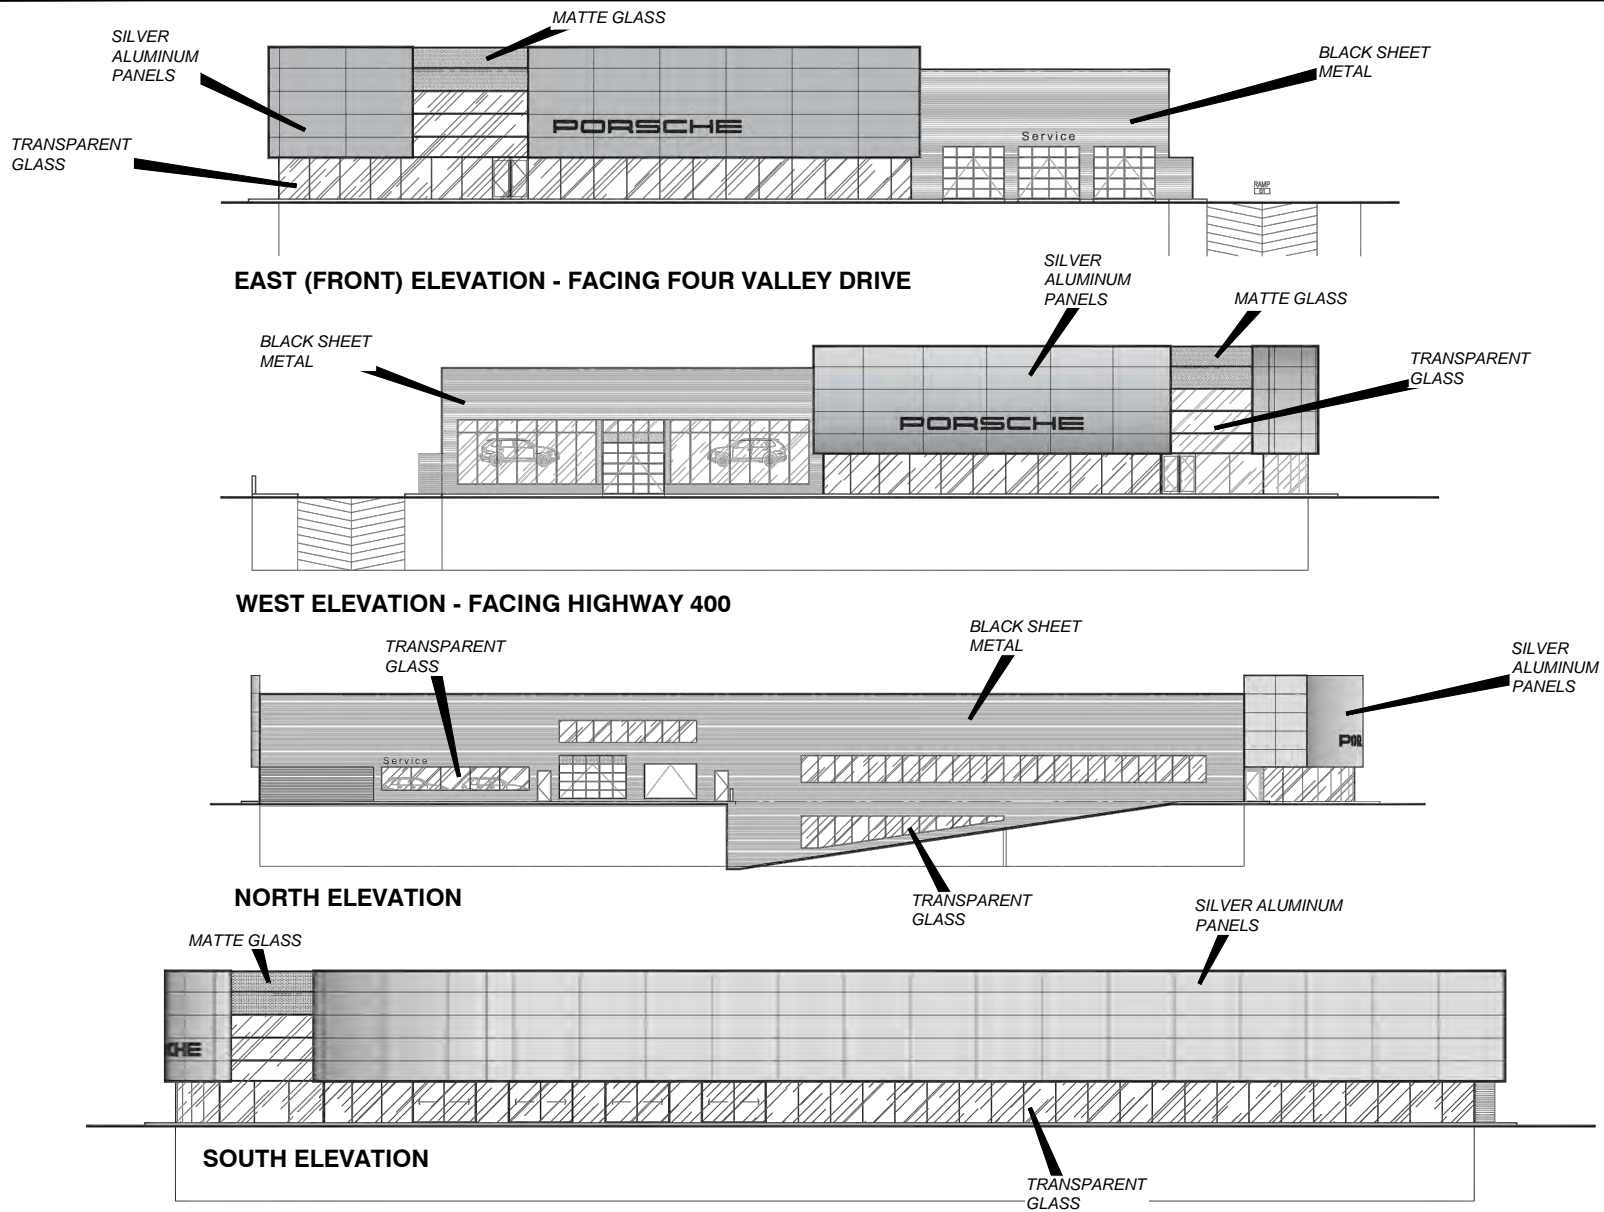 MATTE GLASS
SILVER
ALUMINUM
PANELS
BLACK SHEET
METAL
TRANSPARENT
GLASS
PORSCHE
Service
RAMP
EAST (FRONT) ELEVATION - FACING FOUR VALLEY DRIVE
SILVER
ALUMINUM
PANELS
MATTE GLASS
BLACK SHEET
METAL
TRANSPARENT
GLASS
PORSCHE
WEST ELEVATION - FACING HIGHWAY 400
TRANSPARENT
GLASS
BLACK SHEET
METAL
SILVER
ALUMINUM
PANELS
POR
Service
NORTH ELEVATION
TRANSPARENT
GLASS
SILVER ALUMINUM
PANELS
MATTE GLASS
CHE
SOUTH ELEVATION
TRANSPARENT
GLASS